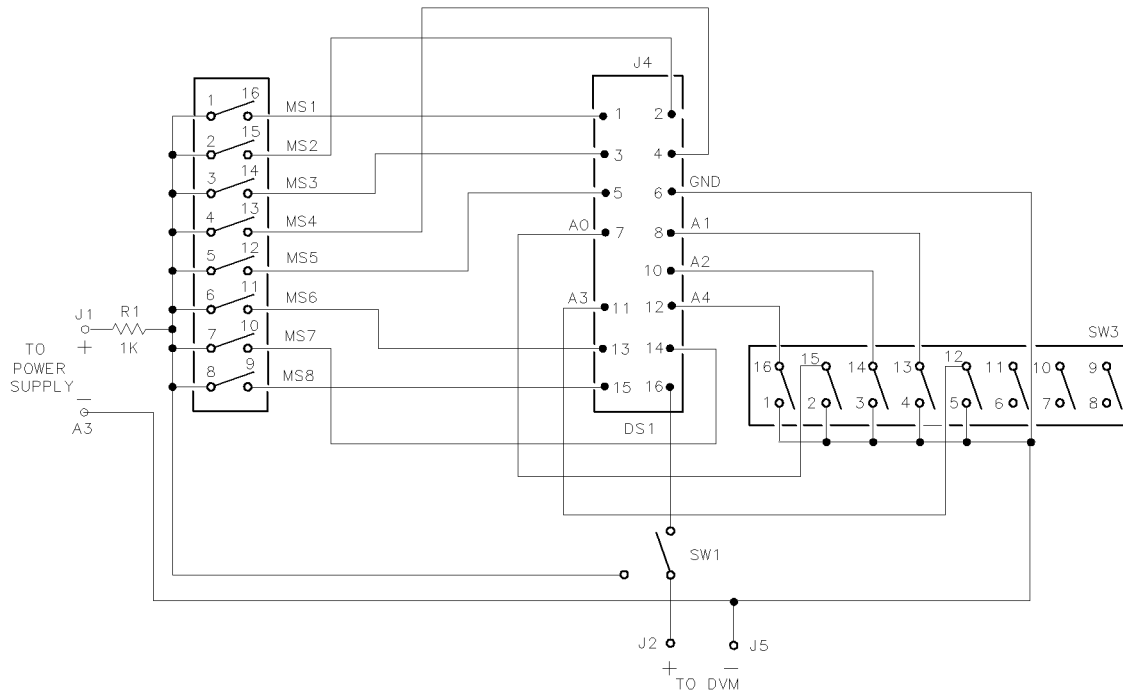 J4
1 16 MS1
2 15 MS2
3 14 MS3
4 13 MS4
5 12 MS5
6 11 MS6
7 10 MS7
8 9 MS8
1 2
3 4
5 6 GND
A0 7 8 A1
10 A2
A3 11 12 A4
13 14
15 16
DS1
J1 R1
+ 1K
TO
POWER
SUPPLY
–
A3
SW3
16 15 14 13 12 11 10 9
1 2 3 4 5 6 7 8
SW1
J2 J5
+ –
TO DVM